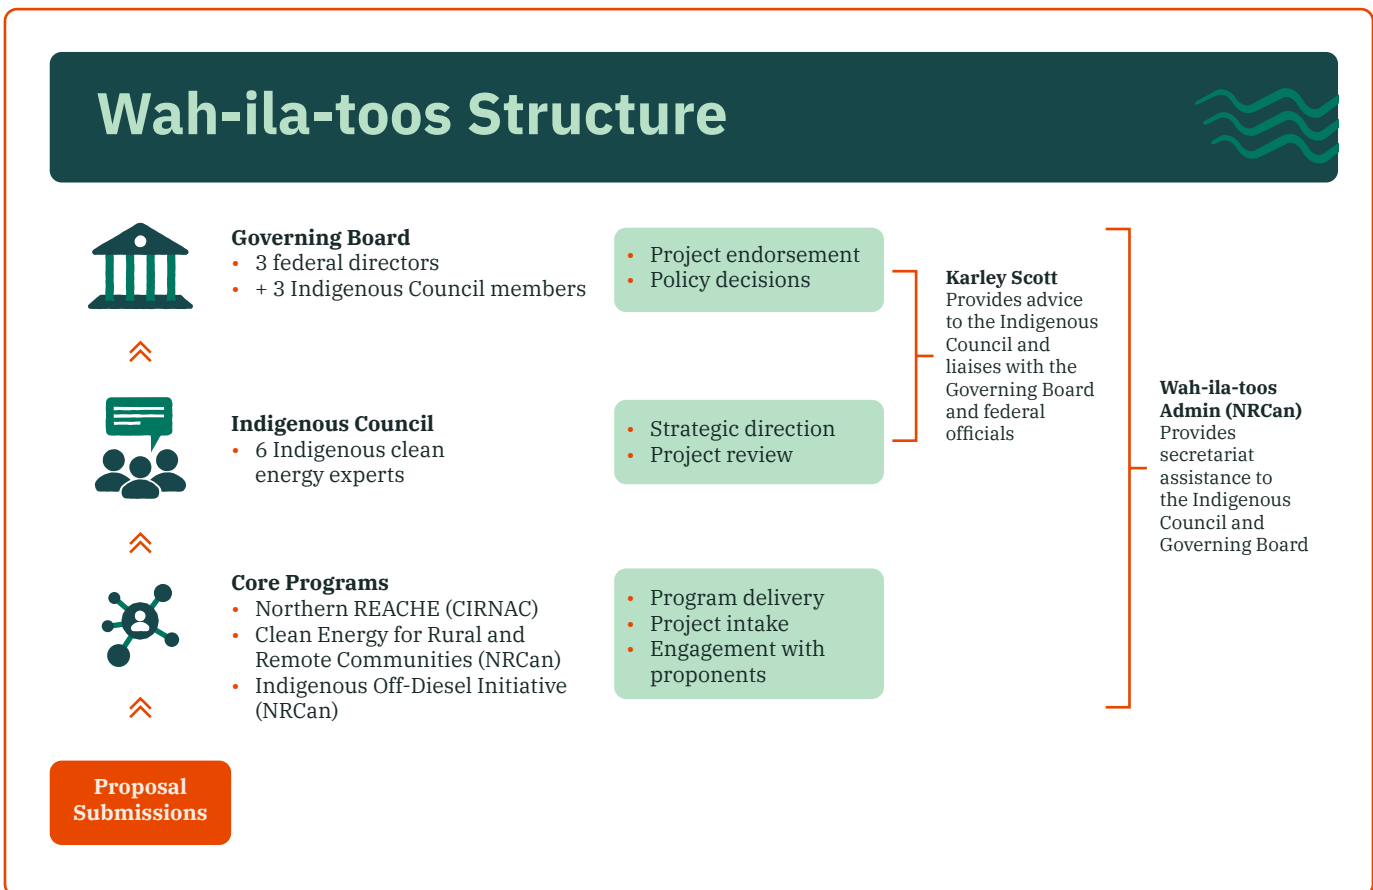 Wah-ila-toos Structure
Governing Board
• 3 federal directors
• + 3 Indigenous Council members
• Project endorsement
• Policy decisions
Karley Scott
Provides advice
to the Indigenous
Council and
liaises with the
Governing Board
and federal
officials
Wah-ila-toos
Admin (NRCan)
Provides
secretariat
assistance to
the Indigenous
Council and
Governing Board
Indigenous Council
• 6 Indigenous clean
energy experts
• Strategic direction
• Project review
Core Programs
• Northern REACHE (CIRNAC)
• Clean Energy for Rural and
Remote Communities (NRCan)
• Indigenous Off-Diesel Initiative
(NRCan)
• Program delivery
• Project intake
• Engagement with
proponents
Proposal
Submissions